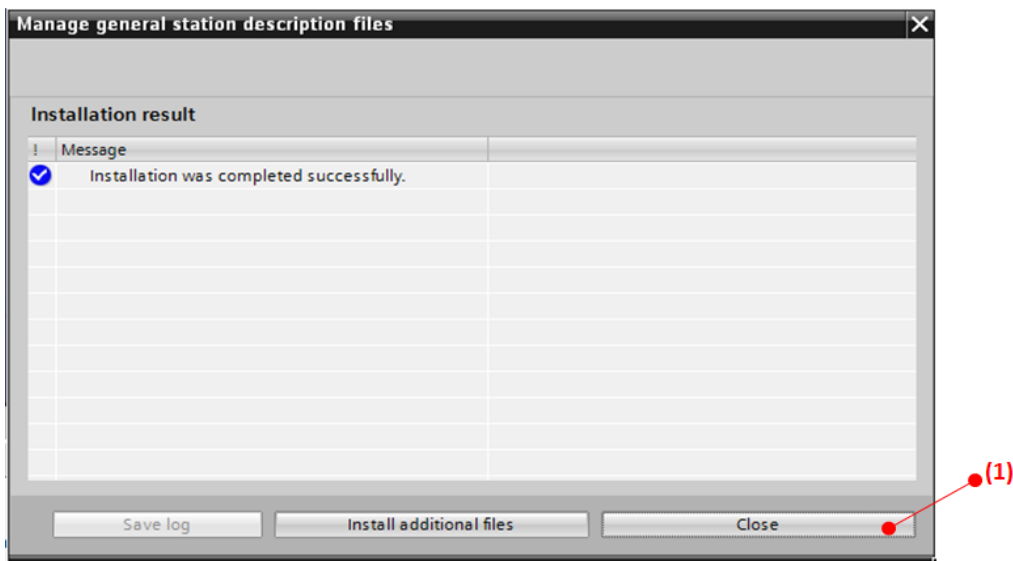 Manage general station description files
Installation result
! Message
Installation was completed successfully.
(1)
Save log Install additional files Close